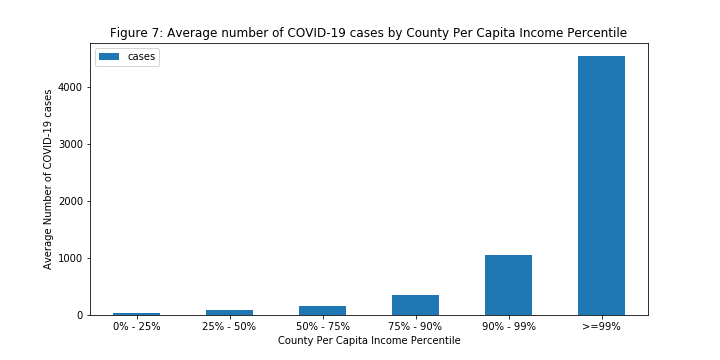 Figure 7: Average number of COVID-19 cases by County Per Capita Income Percentile
cases
Average Number of COVID-19 cases
4000
3000
2000
1000
0
0% - 25%
25% - 50%
50% - 75%
75% - 90%
90% - 99%
>=99%
County Per Capita Income Percentile